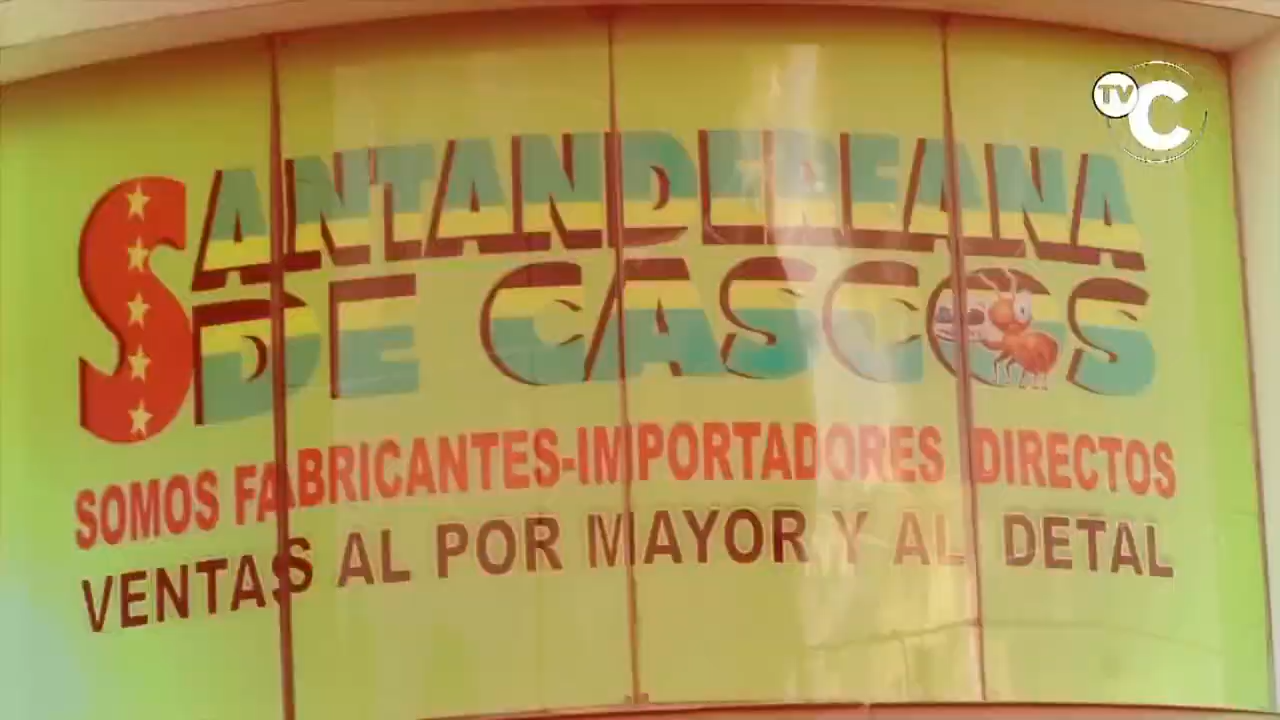 TV C
SANTANDEREANA
DE CASCOS
SOMOS FABRICANTES-IMPORTADORES DIRECTOS
VENTAS AL POR MAYOR Y AL DETAL